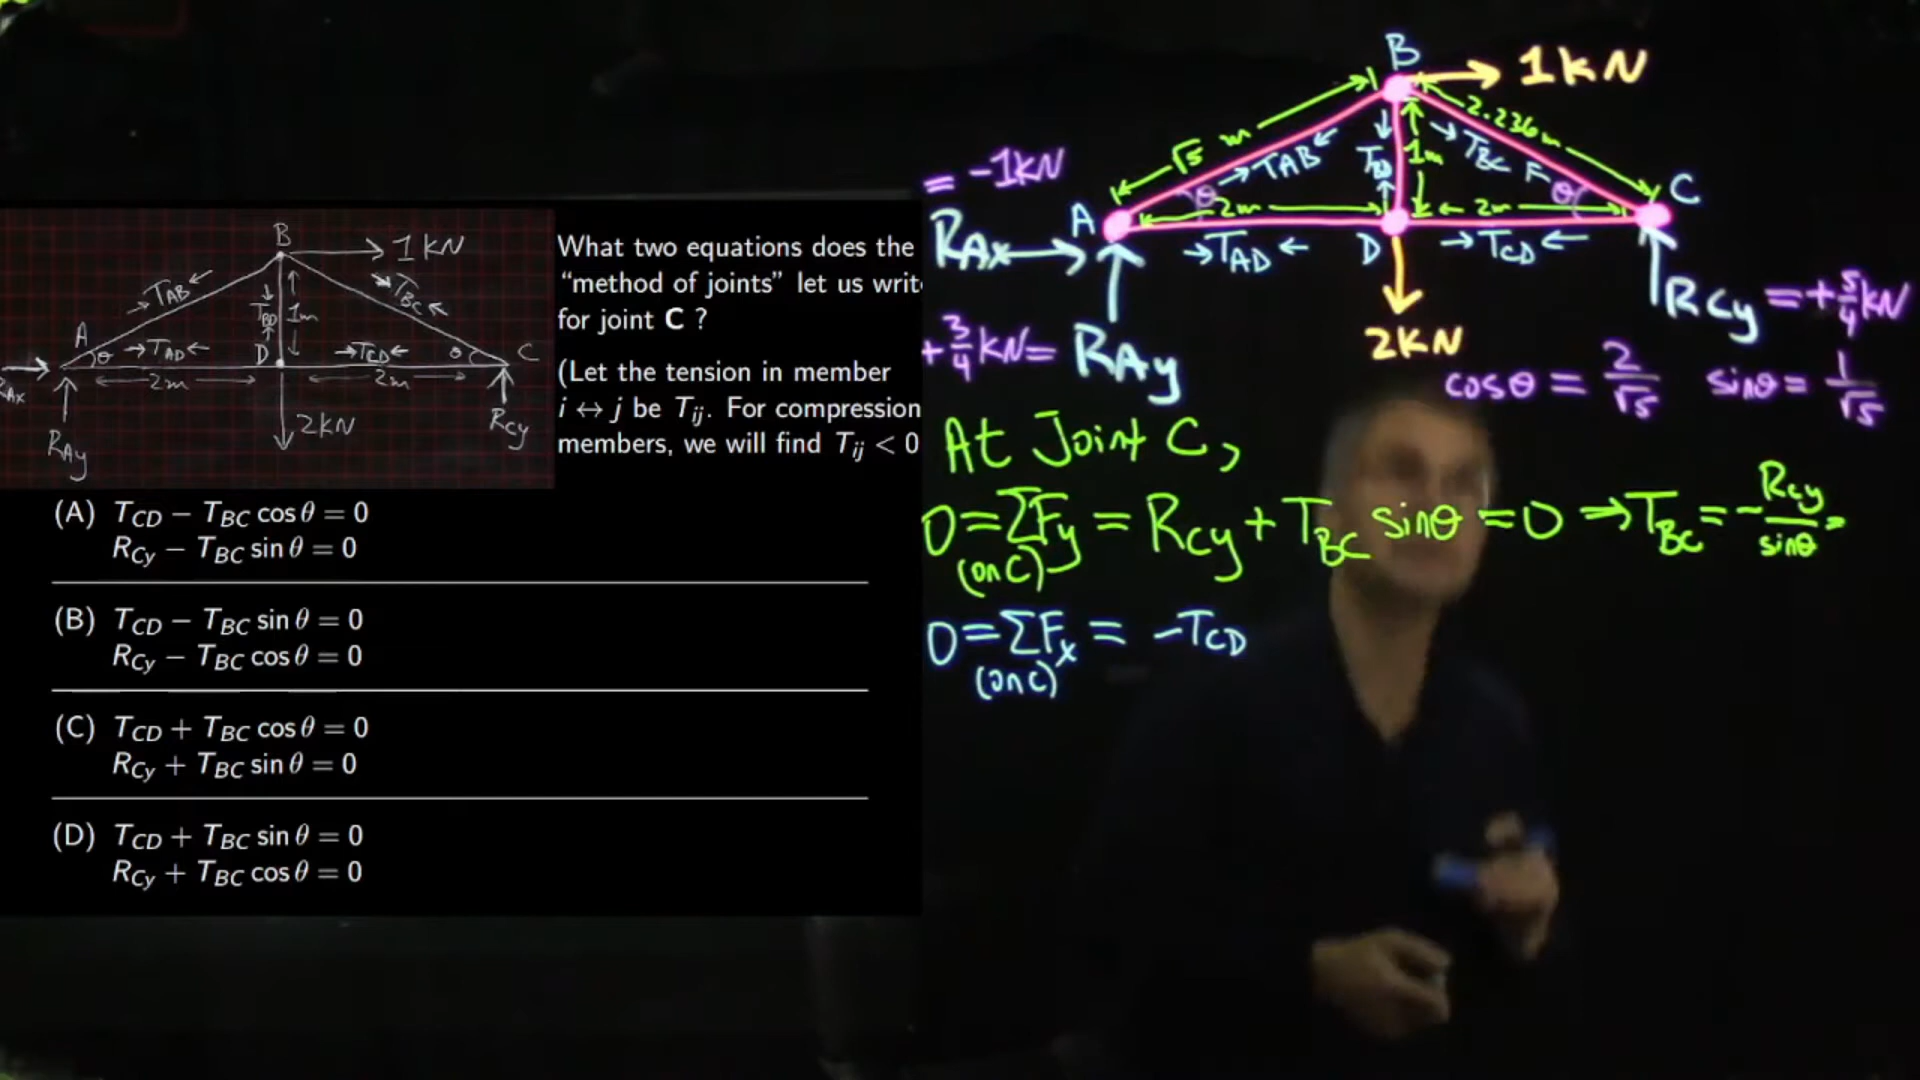 B
1kN
TAB
TBD
1m
TBC
A
θ
TAD
D
TCD
θ
C
2m
2m
RAx
RAy
2kN
RCy
What two equations does the
“method of joints” let us writ
for joint C ?
(Let the tension in member
i ↔ j be Tij. For compression
members, we will find Tij < 0
(A) TCD − TBC cos θ = 0
RCy − TBC sin θ = 0
(B) TCD − TBC sin θ = 0
RCy − TBC cos θ = 0
(C) TCD + TBC cos θ = 0
RCy + TBC sin θ = 0
(D) TCD + TBC sin θ = 0
RCy + TBC cos θ = 0
B
1kN
√5 m
2.236m
TAB
TBD
1m
TBC
= -1kN
A
θ
2m
2m
θ
C
RAx
TAD
D
TCD
RCy = +5/4 kN
+3/4 kN = RAy
2kN
cosθ = 2/√5 sinθ = 1/√5
At Joint C,
0 = ΣFy = RCy + TBC sinθ = 0 ⇒ TBC = - RCy/sinθ =
(on C)
0 = ΣFx = -TCD
(on C)